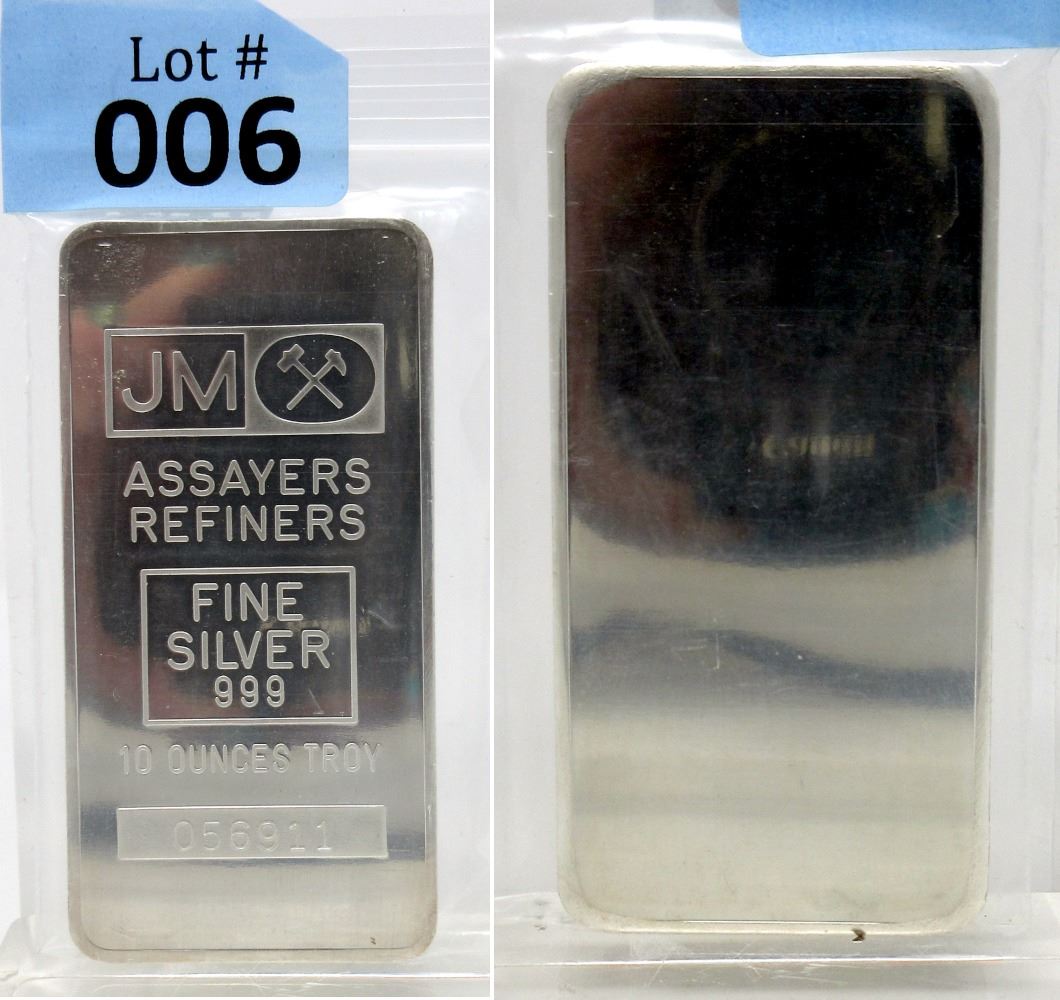 Lot #
006
JM
ASSAYERS
REFINERS
FINE
SILVER
999
10 OUNCES TROY
056911